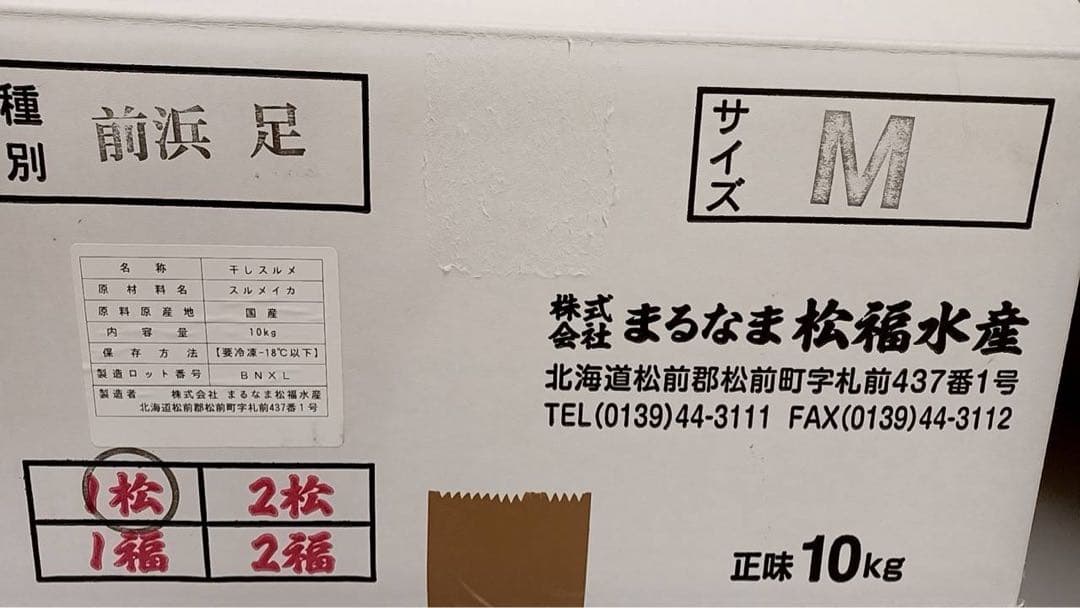 種別 前浜 足
サイズ M
名称 干しスルメ
原材料名 スルメイカ
原料原産地 国産
内容量 10kg
保存方法 【要冷凍-18℃以下】
製造ロット番号 BNXL
製造者 株式会社 まるなま松福水産
北海道松前郡松前町字札前437番1号
株式会社 まるなま松福水産
北海道松前郡松前町字札前437番1号
TEL(0139)44-3111 FAX(0139)44-3112
1松 2松
1福 2福
正味10kg